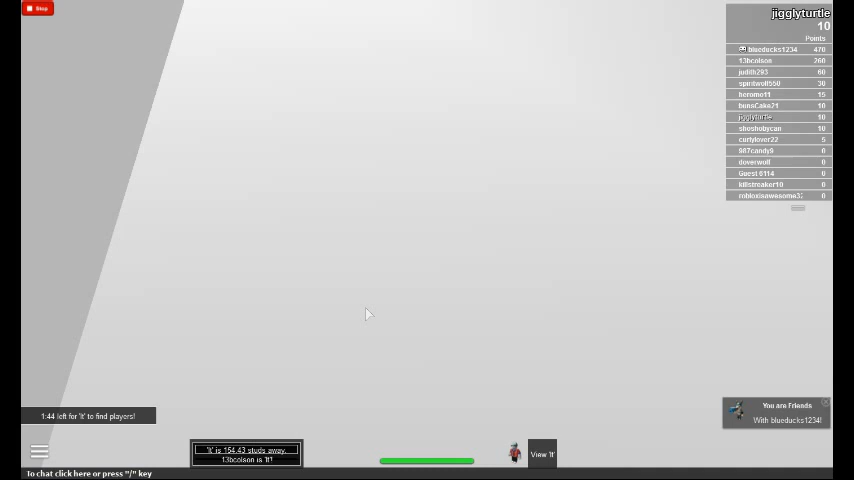 Stop
jigglyturtle
10
Points
blueducks1234 470
13bcolson 260
judith293 60
spiritwolf550 30
heromo11 15
bunsCake21 10
jigglyturtle 10
shoshobycan 10
curlylover22 5
987candy9 0
doverwolf 0
Guest 6114 0
killstreaker10 0
robloxisawesome32 0
1:44 left for 'It' to find players!
You are Friends
With blueducks1234!
'It' is 154.43 studs away.
13bcolson is 'It'!
View 'It'
To chat click here or press "/" key